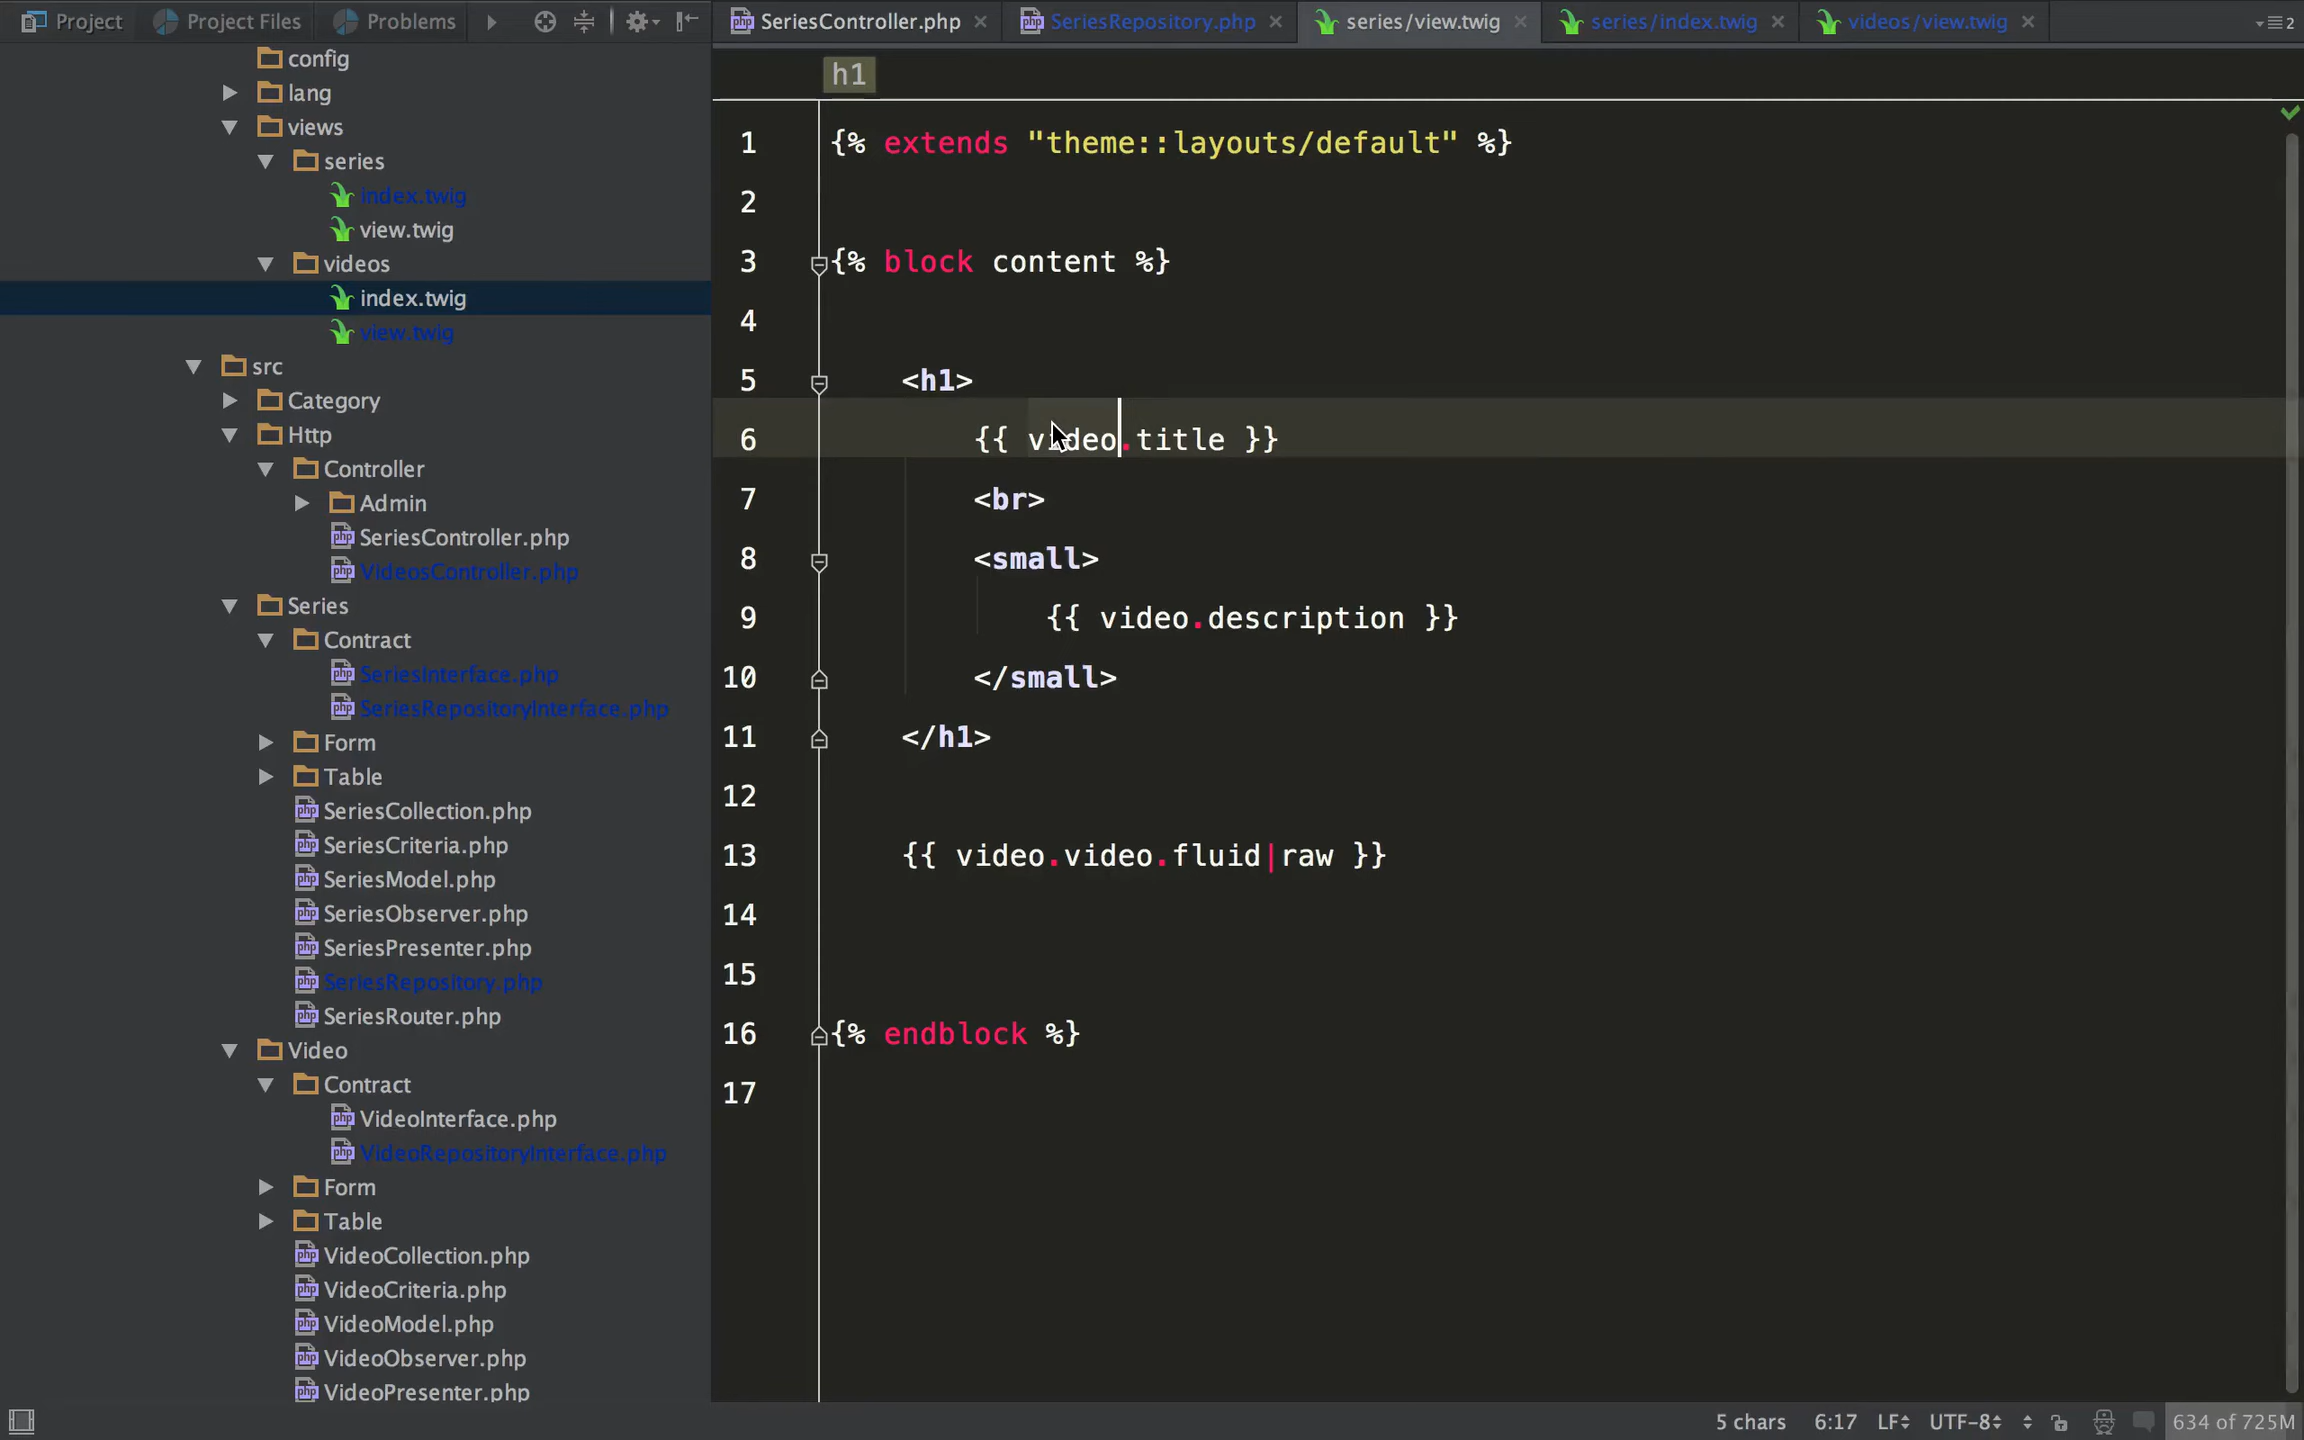 Project
Project Files
Problems
SeriesController.php
SeriesRepository.php
series/view.twig
series/index.twig
videos/view.twig
2
config
lang
views
series
index.twig
view.twig
videos
index.twig
view.twig
src
Category
Http
Controller
Admin
SeriesController.php
VideosController.php
Series
Contract
SeriesInterface.php
SeriesRepositoryInterface.php
Form
Table
SeriesCollection.php
SeriesCriteria.php
SeriesModel.php
SeriesObserver.php
SeriesPresenter.php
SeriesRepository.php
SeriesRouter.php
Video
Contract
VideoInterface.php
VideoRepositoryInterface.php
Form
Table
VideoCollection.php
VideoCriteria.php
VideoModel.php
VideoObserver.php
VideoPresenter.php
h1
1 {% extends "theme::layouts/default" %}
2
3 {% block content %}
4
5 <h1>
6 {{ video.title }}
7 <br>
8 <small>
9 {{ video.description }}
10 </small>
11 </h1>
12
13 {{ video.video.fluid|raw }}
14
15
16 {% endblock %}
17
5 chars 6:17 LF UTF-8 634 of 725M